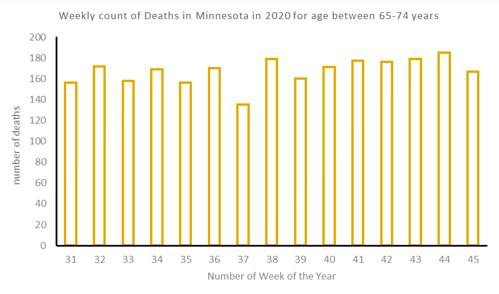 Weekly count of Deaths in Minnesota in 2020 for age between 65-74 years
number of deaths
200
180
160
140
120
100
80
60
40
20
0
31 32 33 34 35 36 37 38 39 40 41 42 43 44 45
Number of Week of the Year